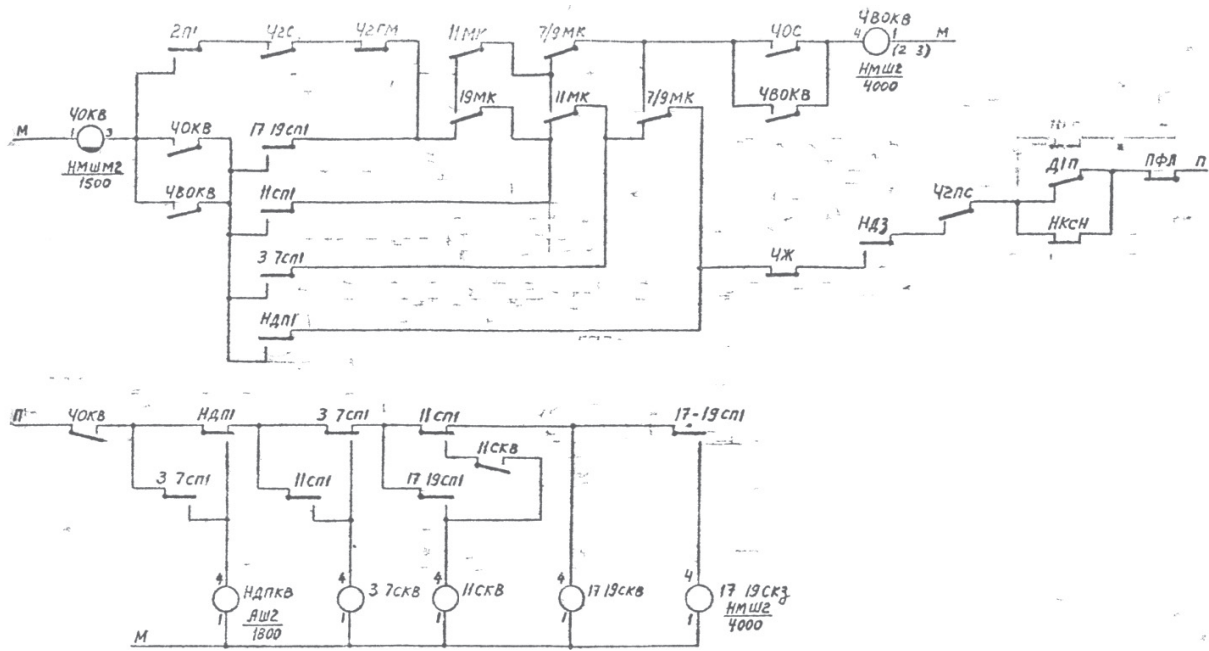 2П1 Ч2С Ч2ГМ 11МК 7/9МК ЧОС ЧВОКВ
4 1 М
(2 3)
НМШ2
4000
19МК 11МК 7/9МК ЧВОКВ
М ЧОКВ
1 3
НМШМ2
1500
ЧОКВ 17 19СП1
ЧВОКВ 11СП1
Д1П ПФЛ П
Ч2ПС
НДЗ
НКСН
3 7СП1 ЧЖ
НДП1
П ЧОКВ НДП1 3 7СП1 11СП1 17-19СП1
11СКВ
3 7СП1 11СП1 17 19СП1
4 4 4 4 4
НДПКВ 3 7СКВ 11СКВ 17 19СКВ 17 19СКЗ
1 1 1 1 1
АШ2
1800
НМШ2
4000
М